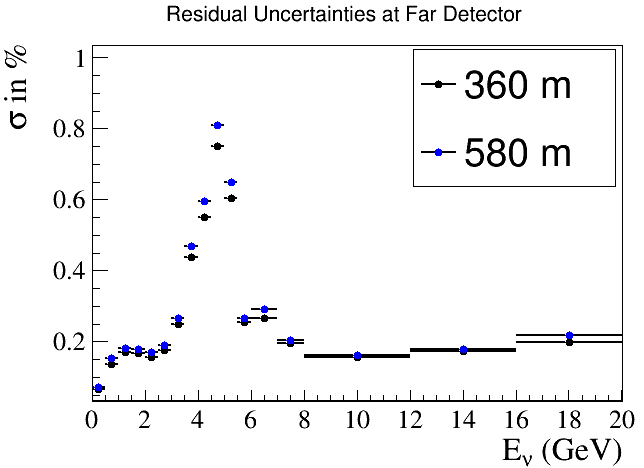 Residual Uncertainties at Far Detector
σ in %
1
0.8
0.6
0.4
0.2
360 m
580 m
0 2 4 6 8 10 12 14 16 18 20
Eν (GeV)